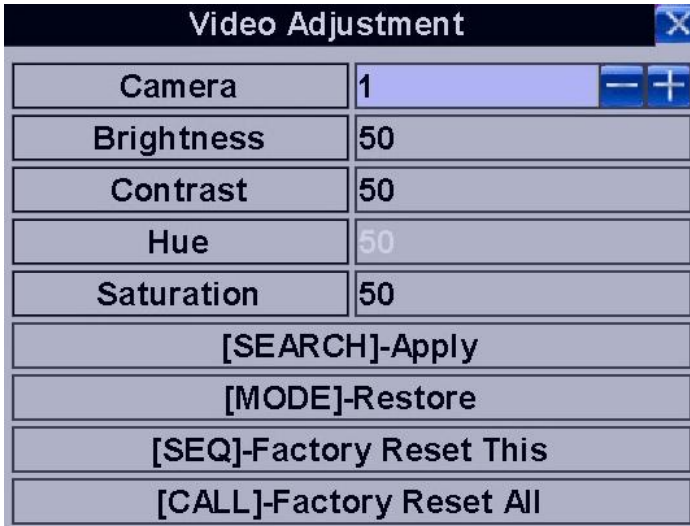 Video Adjustment
Camera 1
Brightness 50
Contrast 50
Hue 50
Saturation 50
[SEARCH]-Apply
[MODE]-Restore
[SEQ]-Factory Reset This
[CALL]-Factory Reset All